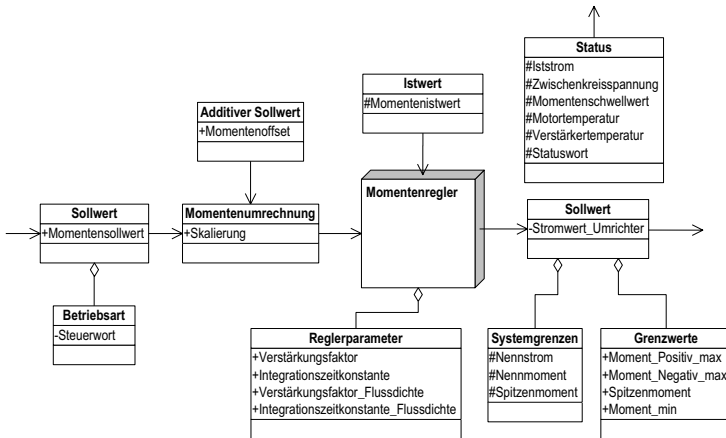 Status
#Iststrom
#Zwischenkreisspannung
#Momentenschwellwert
#Motortemperatur
#Verstärkertemperatur
#Statuswort
Istwert
#Momentenistwert
Additiver Sollwert
+Momentenoffset
Sollwert
+Momentensollwert
Momentenumrechnung
+Skalierung
Momentenregler
Sollwert
-Stromwert_Umrichter
Betriebsart
-Steuerwort
Reglerparameter
+Verstärkungsfaktor
+Integrationszeitkonstante
+Verstärkungsfaktor_Flussdichte
+Integrationszeitkonstante_Flussdichte
Systemgrenzen
#Nennstrom
#Nennmoment
#Spitzenmoment
Grenzwerte
+Moment_Positiv_max
+Moment_Negativ_max
+Spitzenmoment
+Moment_min